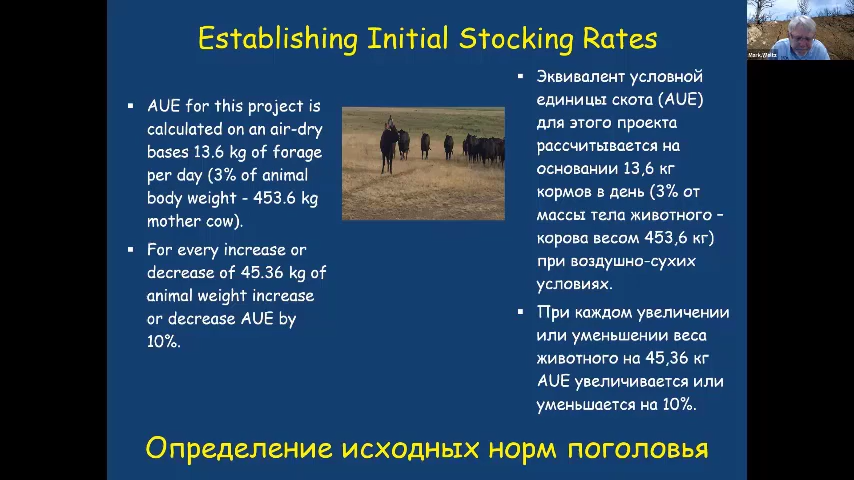 Establishing Initial Stocking Rates
▪ AUE for this project is
calculated on an air-dry
bases 13.6 kg of forage
per day (3% of animal
body weight - 453.6 kg
mother cow).
▪ For every increase or
decrease of 45.36 kg of
animal weight increase
or decrease AUE by
10%.
▪ Эквивалент условной
единицы скота (AUE)
для этого проекта
рассчитывается на
основании 13,6 кг
кормов в день (3% от
массы тела животного –
корова весом 453,6 кг)
при воздушно-сухих
условиях.
▪ При каждом увеличении
или уменьшении веса
животного на 45,36 кг
AUE увеличивается или
уменьшается на 10%.
Определение исходных норм поголовья
Mark.Weltz